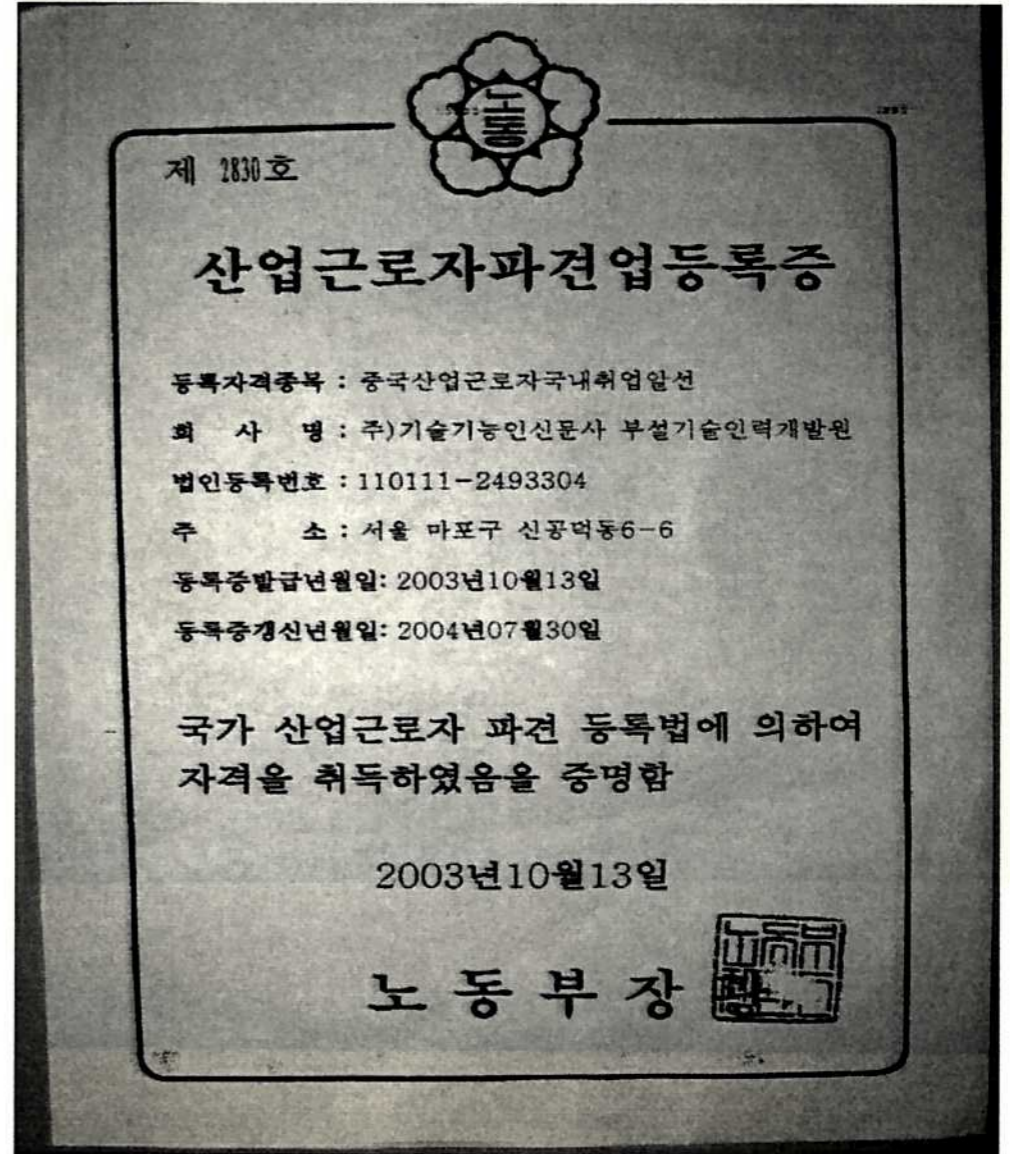 노동
제 2830호
산업근로자파견업등록증
등록자격종목 : 중국산업근로자국내취업알선
회 사 명 : 주)기술기능인신문사 부설기술인력개발원
법인등록번호 : 110111-2493304
주 소 : 서울 마포구 신공덕동6-6
등록증발급년월일: 2003년10월13일
등록증갱신년월일: 2004년07월30일
국가 산업근로자 파견 등록법에 의하여
자격을 취득하였음을 증명함
2003년10월13일
노동부장관